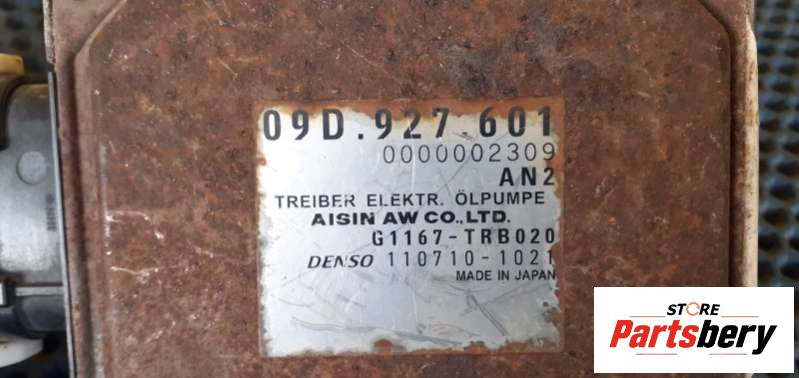 09D.927.601
0000002309
AN2
TREIBER ELEKTR. ÖLPUMPE
AISIN AW CO.,LTD.
G1167-TRB020
DENSO 110710-1021
MADE IN JAPAN
STORE
Partsbery